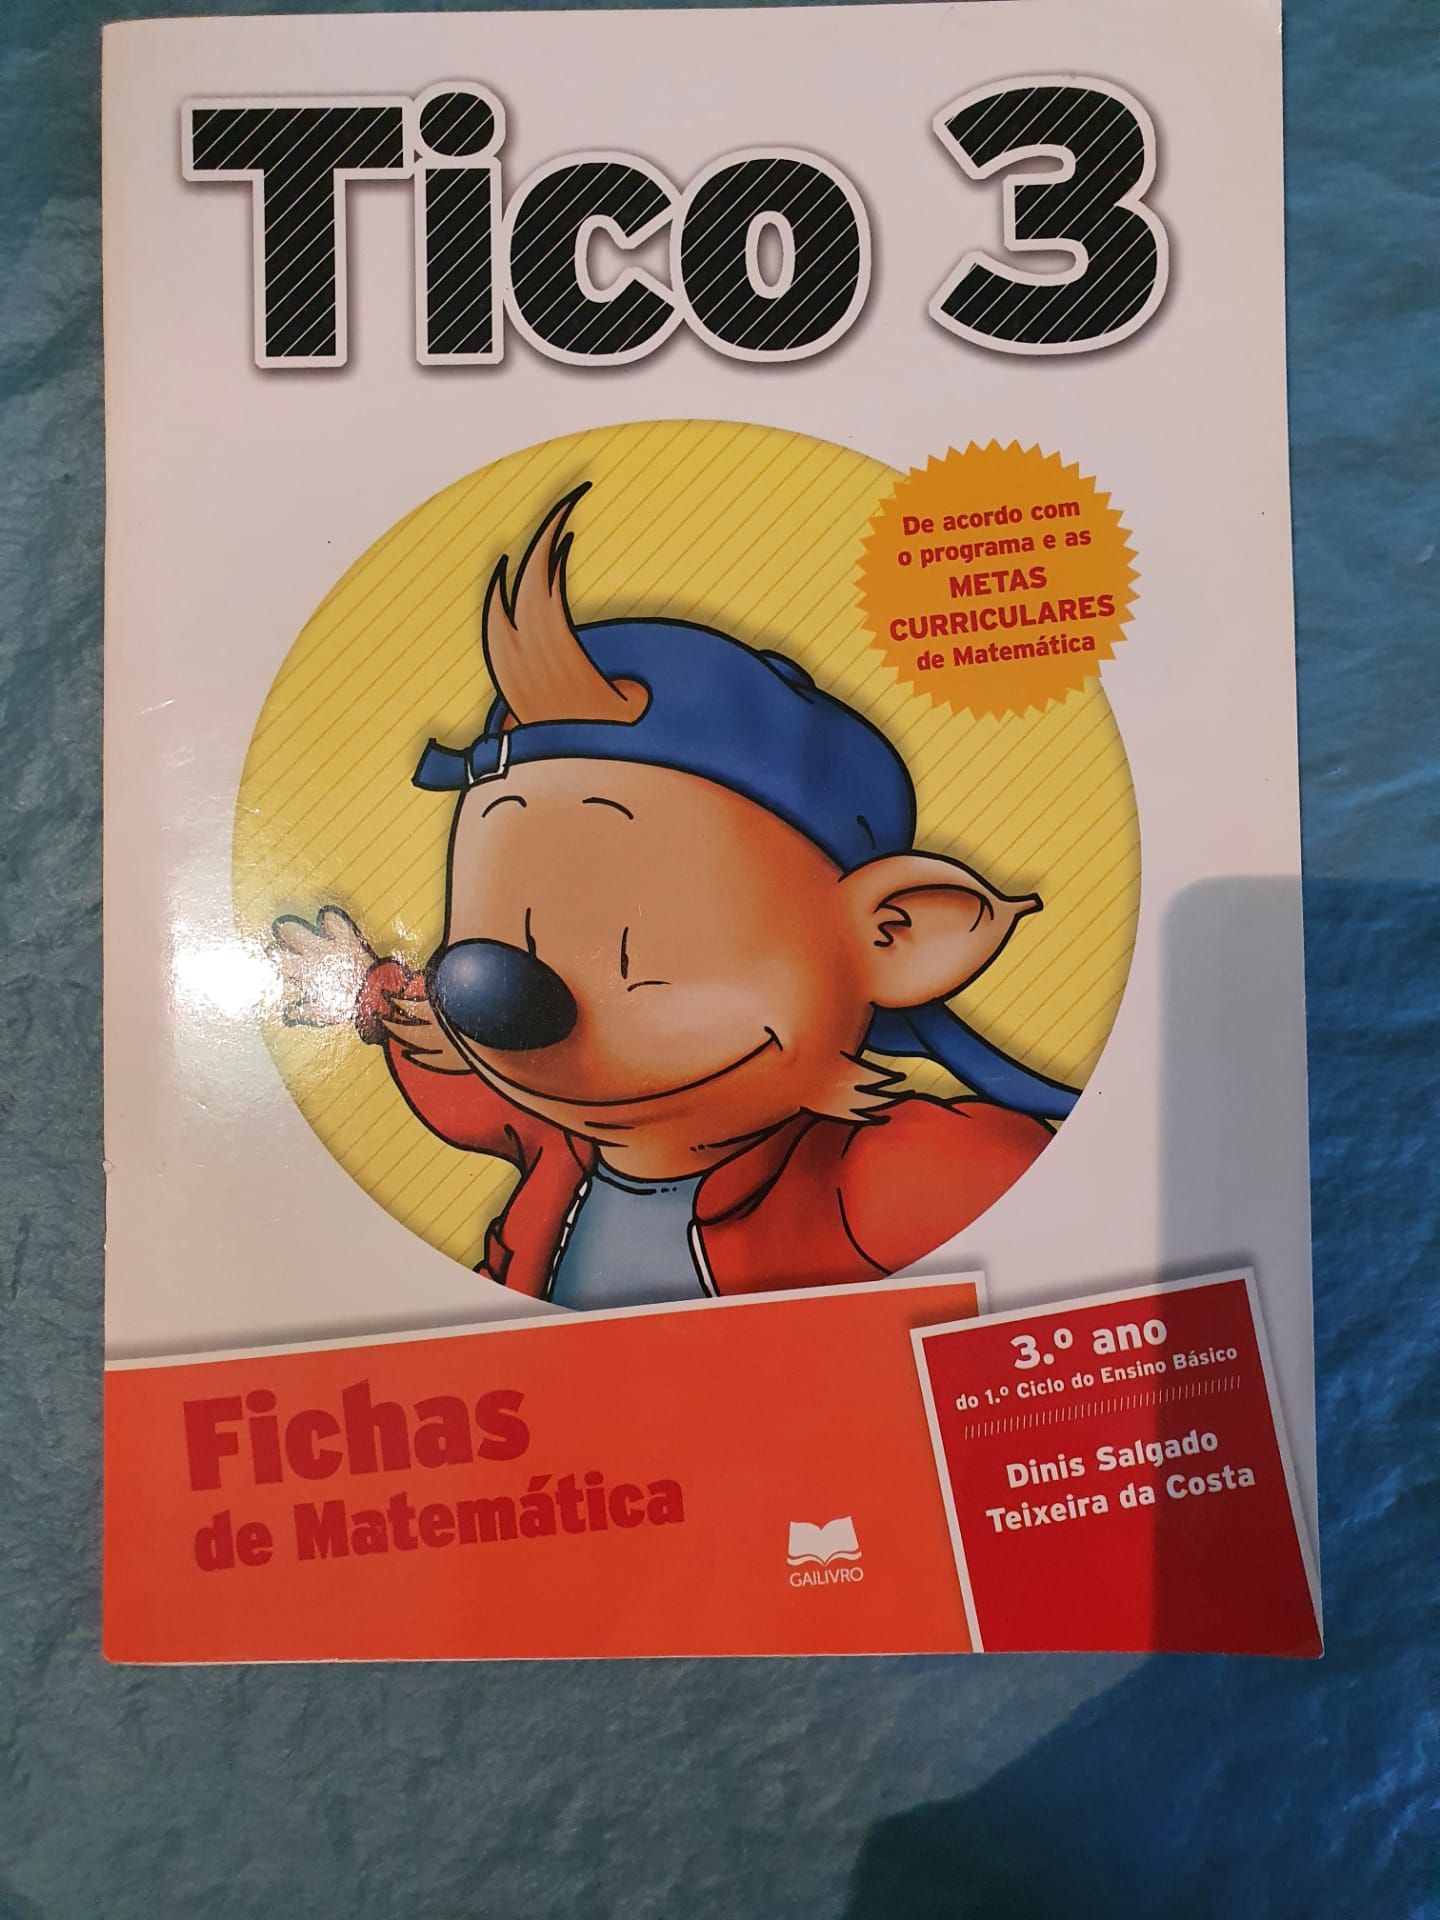 Tico 3
De acordo com
o programa e as
METAS
CURRICULARES
de Matemática
Fichas
de Matemática
GAILIVRO
3.º ano
do 1.º Ciclo do Ensino Básico
Dinis Salgado
Teixeira da Costa